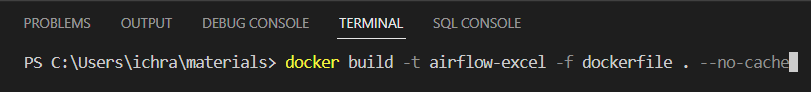 PROBLEMS OUTPUT DEBUG CONSOLE TERMINAL SQL CONSOLE
PS C:\Users\ichra\materials> docker build -t airflow-excel -f dockerfile . --no-cache